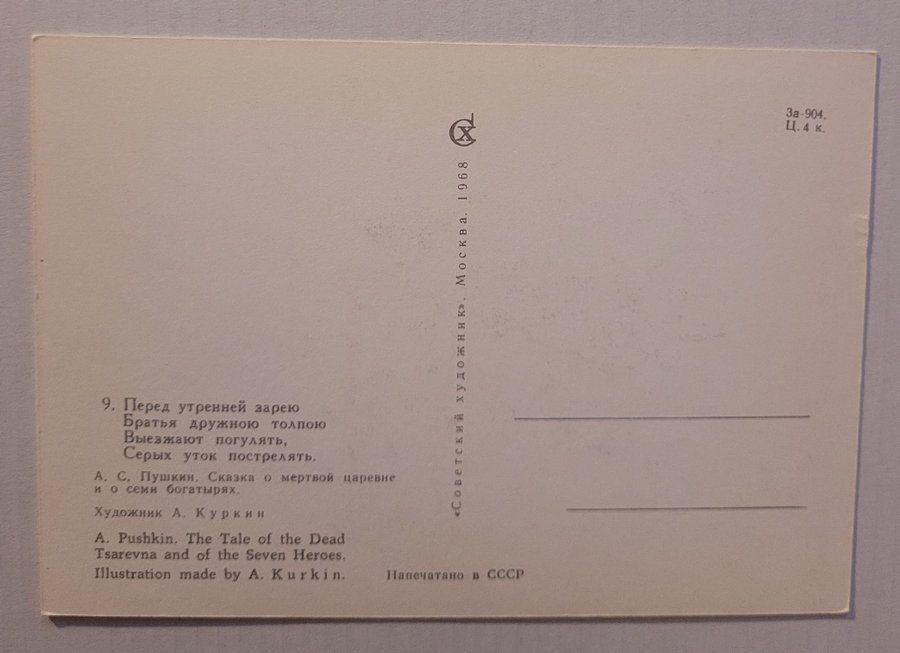 9. Перед утренней зарею
Братья дружною толпою
Выезжают погулять,
Серых уток пострелять.
А. С. Пушкин. Сказка о мертвой царевне
и о семи богатырях.
Художник А. Куркин
A. Pushkin. The Tale of the Dead
Tsarevna and of the Seven Heroes.
Illustration made by A. Kurkin.
Напечатано в СССР
СХ
«Советский художник». Москва. 1968
За-904.
Ц. 4 к.